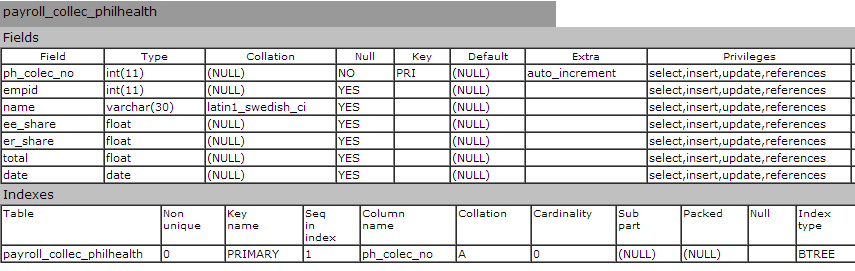 payroll_collec_philhealth
Fields
Field Type Collation Null Key Default Extra Privileges
ph_colec_no int(11) (NULL) NO PRI (NULL) auto_increment select,insert,update,references
empid int(11) (NULL) YES (NULL) select,insert,update,references
name varchar(30) latin1_swedish_ci YES (NULL) select,insert,update,references
ee_share float (NULL) YES (NULL) select,insert,update,references
er_share float (NULL) YES (NULL) select,insert,update,references
total float (NULL) YES (NULL) select,insert,update,references
date date (NULL) YES (NULL) select,insert,update,references
Indexes
Table Non unique Key name Seq in index Column name Collation Cardinality Sub part Packed Null Index type
payroll_collec_philhealth 0 PRIMARY 1 ph_colec_no A 0 (NULL) (NULL) BTREE